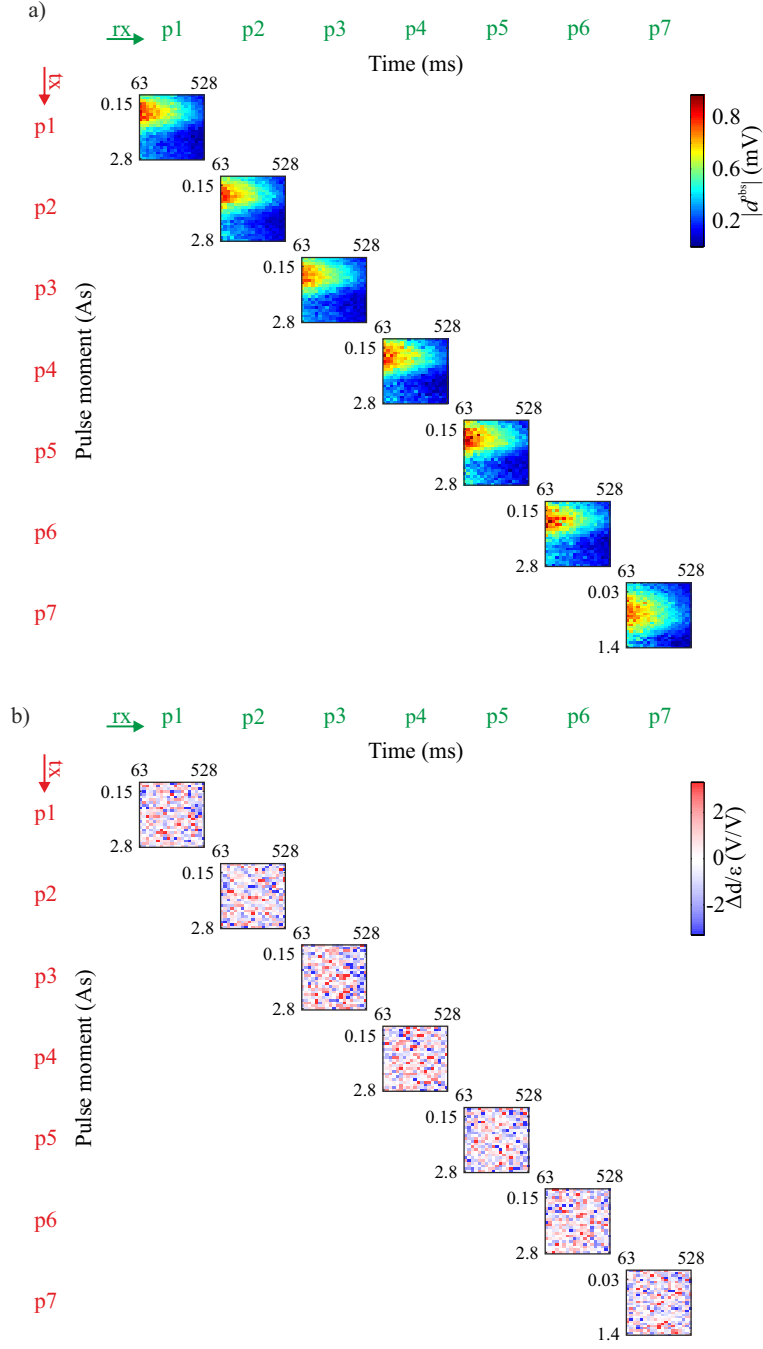 a)
rx p1 p2 p3 p4 p5 p6 p7
Time (ms)
tx
63 528
0.15
p1
2.8
0.8
0.6
0.2
|d^obs| (mV)
63 528
0.15
p2
2.8
63 528
0.15
p3
2.8
Pulse moment (As)
63 528
0.15
p4
2.8
63 528
0.15
p5
2.8
63 528
0.15
p6
2.8
63 528
0.03
p7
1.4
b)
rx p1 p2 p3 p4 p5 p6 p7
Time (ms)
tx
63 528
0.15
p1
2.8
2
0
-2
Δd/ε (V/V)
63 528
0.15
p2
2.8
63 528
0.15
p3
2.8
Pulse moment (As)
63 528
0.15
p4
2.8
63 528
0.15
p5
2.8
63 528
0.15
p6
2.8
63 528
0.03
p7
1.4